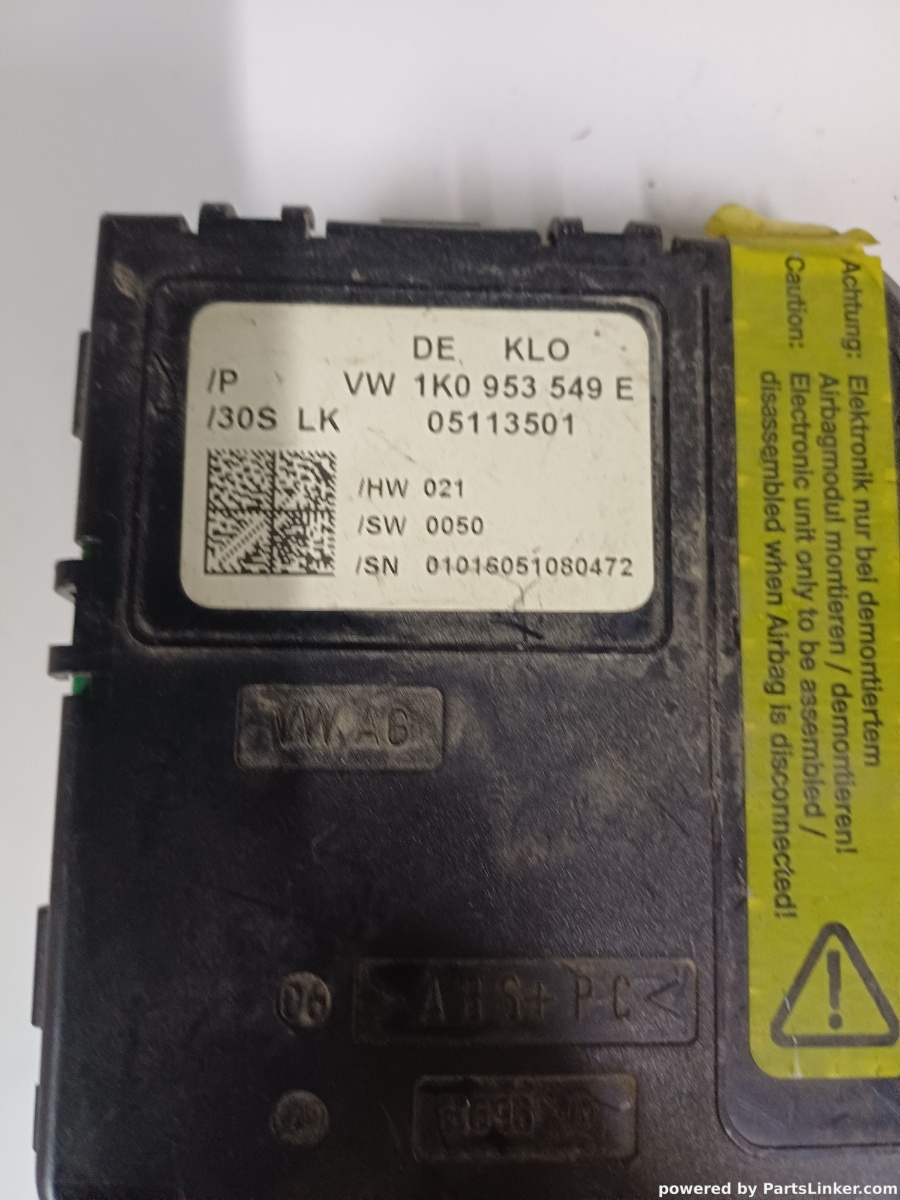 DE KLO
/P VW 1K0 953 549 E
/30S LK 05113501
/HW 021
/SW 0050
/SN 01016051080472
VW AG
06
>ABS+PC<
Achtung: Elektronik nur bei demontiertem
Airbagmodul montieren / demontieren!
Caution: Electronic unit only to be assembled /
disassembled when Airbag is disconnected!
powered by PartsLinker.com